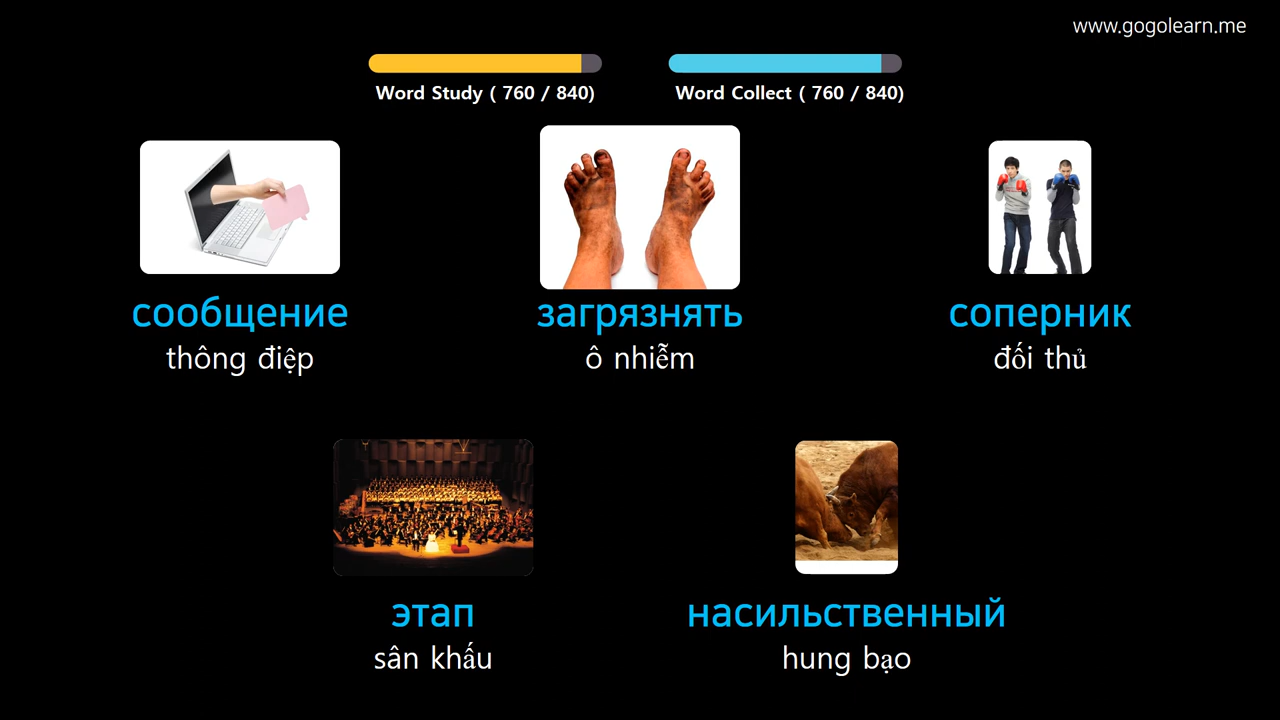 www.gogolearn.me
Word Study ( 760 / 840)
Word Collect ( 760 / 840)
сообщение
thông điệp
загрязнять
ô nhiễm
соперник
đối thủ
этап
sân khấu
насильственный
hung bạo